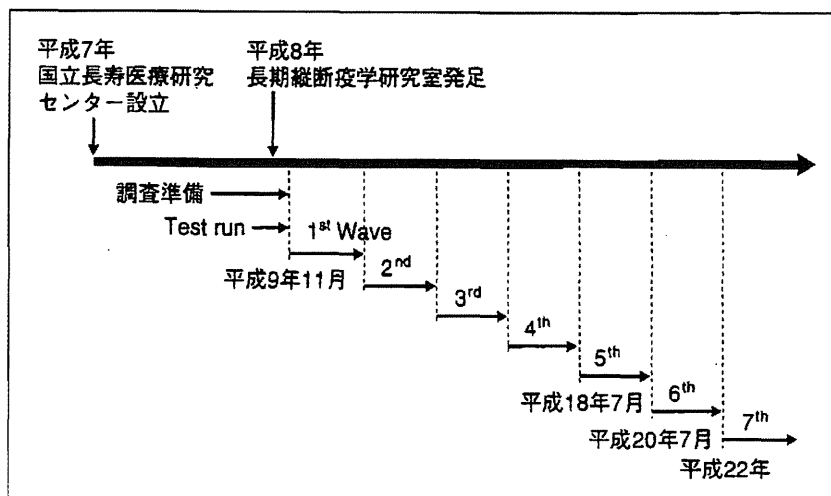 平成7年
国立長寿医療研究
センター設立
平成8年
長期縦断疫学研究室発足
調査準備
Test run
1st Wave
平成9年11月
2nd
3rd
4th
5th
平成18年7月
6th
平成20年7月
7th
平成22年